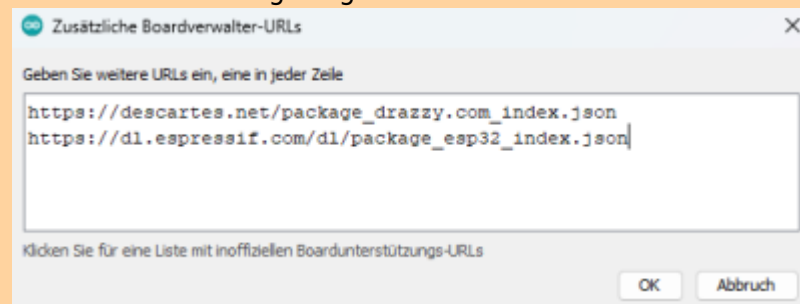 Zusätzliche Boardverwalter-URLs
Geben Sie weitere URLs ein, eine in jeder Zeile
https://descartes.net/package_drazzy.com_index.json
https://dl.espressif.com/dl/package_esp32_index.json
Klicken Sie für eine Liste mit inoffiziellen Boardunterstützungs-URLs
OK Abbruch